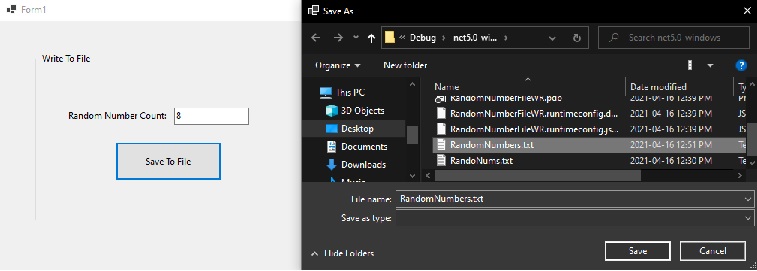 Form1
Write To File
Random Number Count: 8
Save To File
Save As
« Debug › net5.0-wi... ›
Search net5.0-windows
Organize
New folder
This PC
3D Objects
Desktop
Documents
Downloads
Music
Name
Date modified
Ty
RandomNumberFileWR.pdb 2021-04-16 12:39 PM
RandomNumberFileWR.runtimeconfig.d... 2021-04-16 12:39 PM JS
RandomNumberFileWR.runtimeconfig.js... 2021-04-16 12:39 PM JS
RandomNumbers.txt 2021-04-16 12:51 PM Te
RandoNums.txt 2021-04-16 12:30 PM Te
File name: RandomNumbers.txt
Save as type:
Hide Folders
Save
Cancel